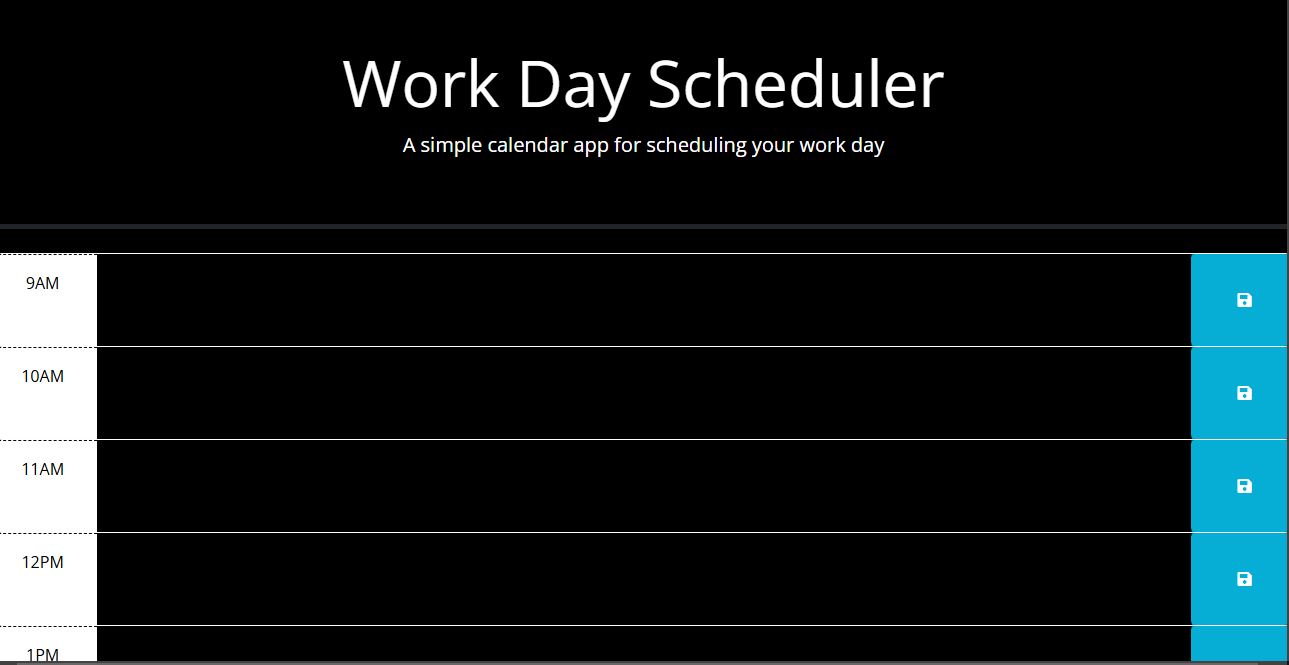 Work Day Scheduler
A simple calendar app for scheduling your work day
9AM
10AM
11AM
12PM
1PM